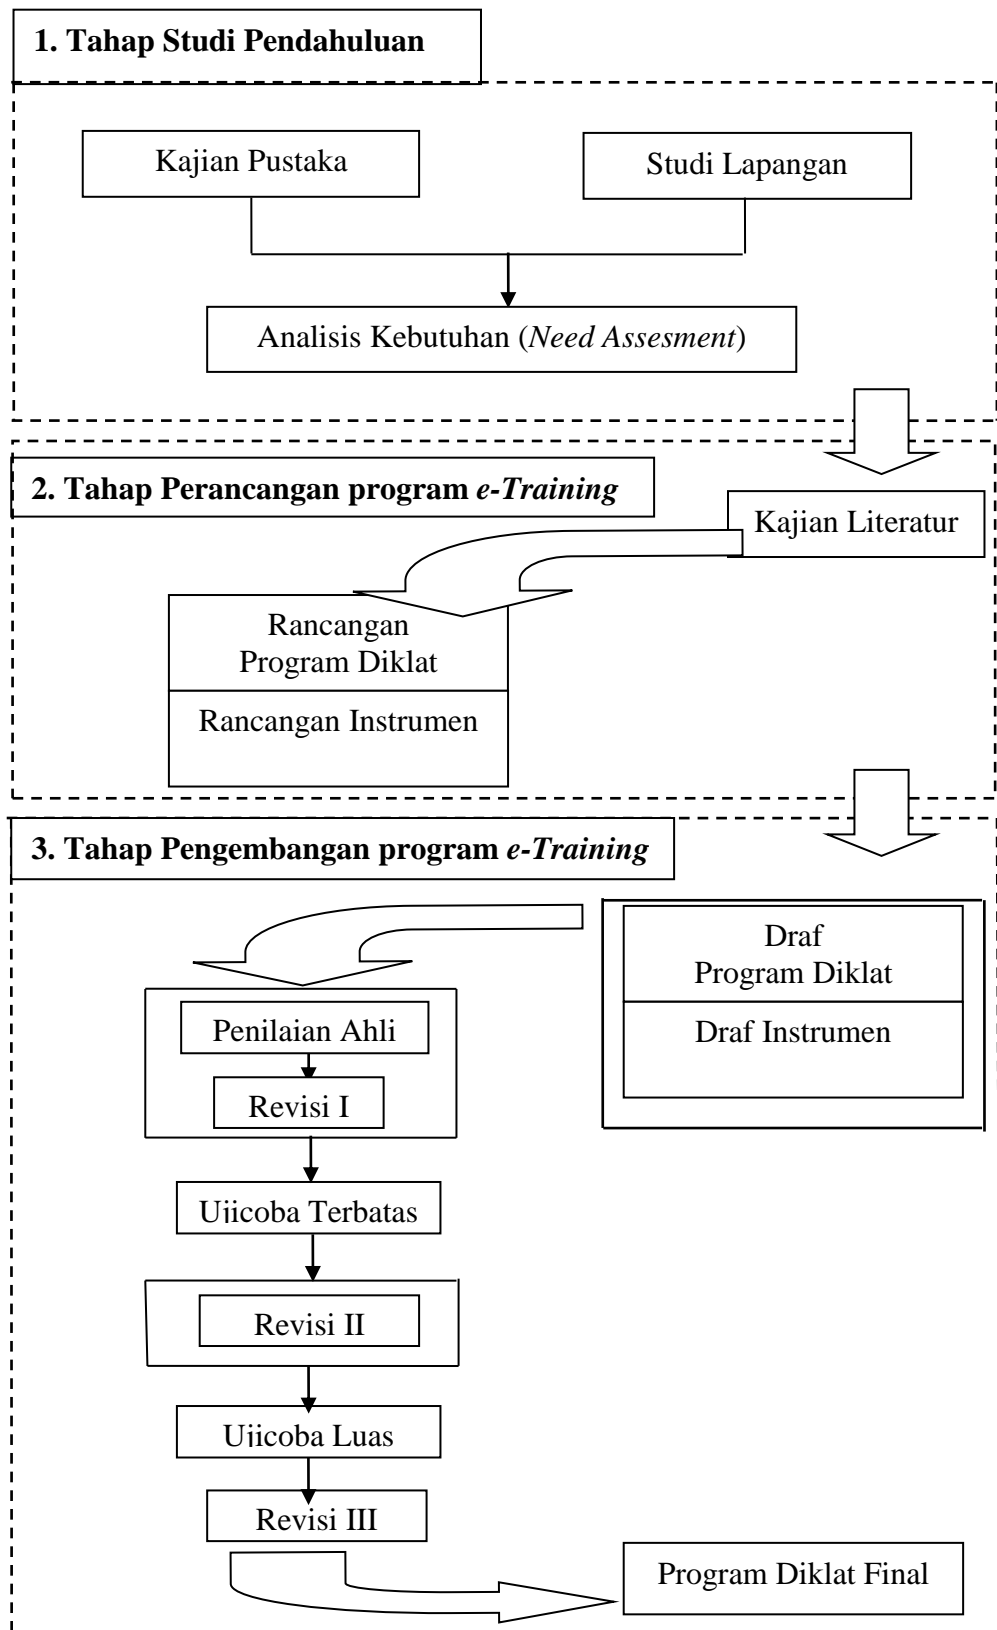 1. Tahap Studi Pendahuluan
Kajian Pustaka
Studi Lapangan
Analisis Kebutuhan (Need Assesment)
2. Tahap Perancangan program e-Training
Kajian Literatur
Rancangan
Program Diklat
Rancangan Instrumen
3. Tahap Pengembangan program e-Training
Draf
Program Diklat
Draf Instrumen
Penilaian Ahli
Revisi I
Ujicoba Terbatas
Revisi II
Ujicoba Luas
Revisi III
Program Diklat Final